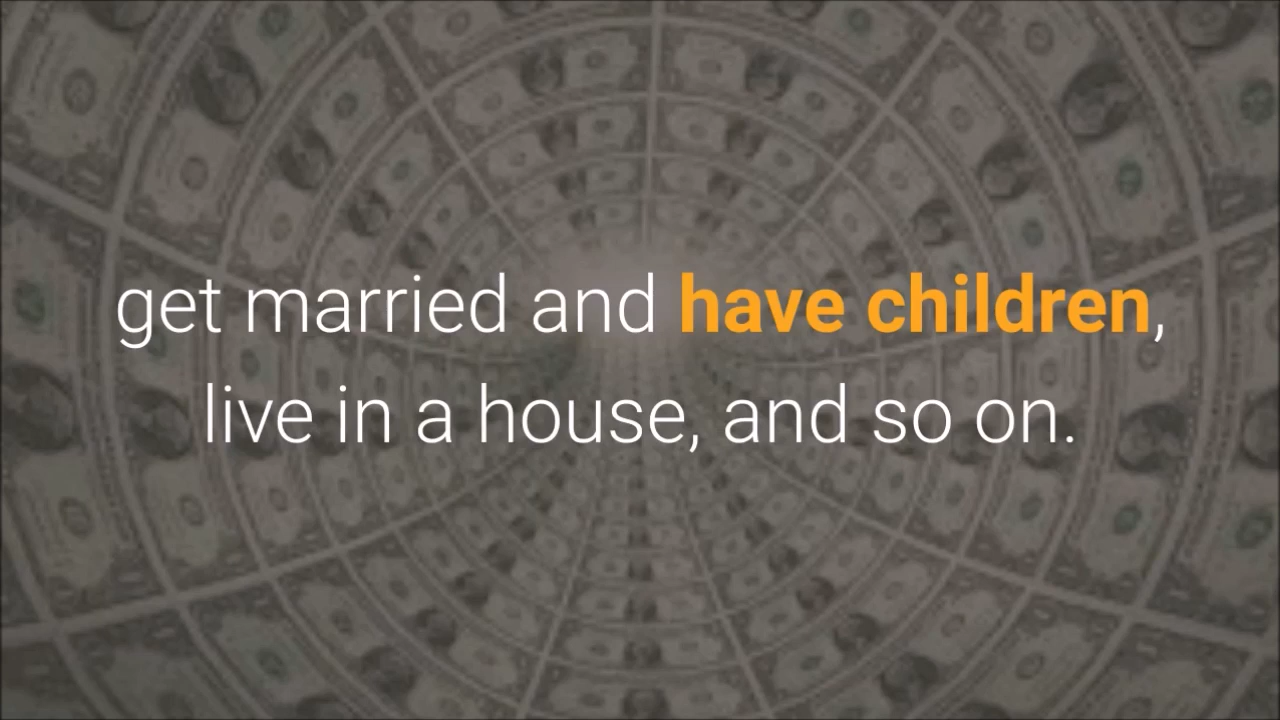 get married and have children,
live in a house, and so on.